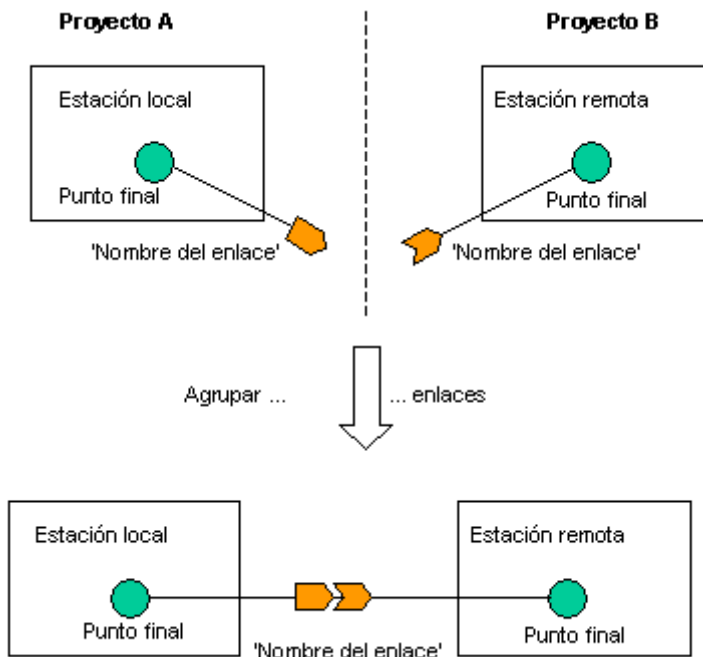 Proyecto A
Proyecto B
Estación local
Punto final
'Nombre del enlace'
Estación remota
Punto final
'Nombre del enlace'
Agrupar ...
... enlaces
Estación local
Punto final
Estación remota
Punto final
'Nombre del enlace'